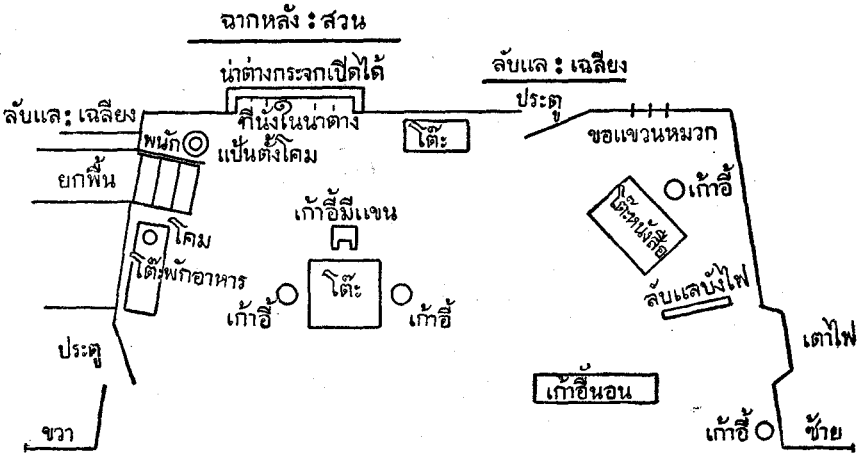 ฉากหลัง : สวน
น่าต่างกระจกเปิดได้
ลับแล : เฉลียง
ลับแล : เฉลียง
ประตู
ที่นั่งในน่าต่าง
พนัก
แป้นตั้งโคม
โต๊ะ
ขอแขวนหมวก
ยกพื้น
เก้าอี้
เก้าอี้มีแขน
โต๊ะหนังสือ
โคม
โต๊ะพักอาหาร
โต๊ะ
ลับแลบังไฟ
เก้าอี้
เก้าอี้
ประตู
เตาไฟ
เก้าอี้นอน
ขวา
เก้าอี้
ซ้าย